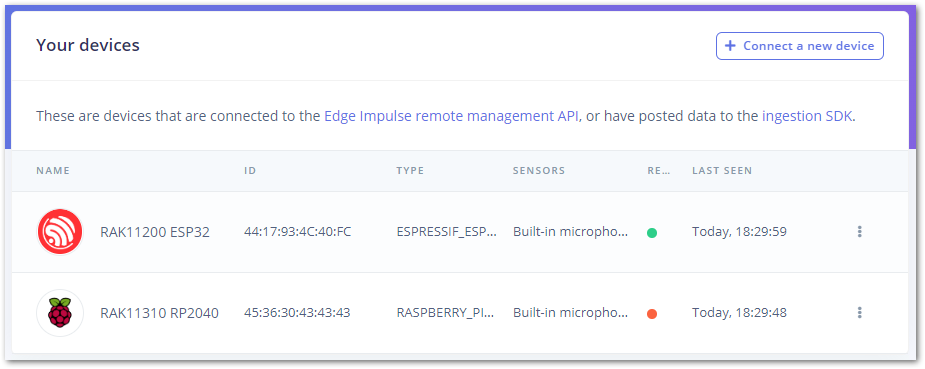 Your devices
+ Connect a new device
These are devices that are connected to the Edge Impulse remote management API, or have posted data to the ingestion SDK.
NAME ID TYPE SENSORS RE... LAST SEEN
RAK11200 ESP32 44:17:93:4C:40:FC ESPRESSIF_ESP... Built-in micropho... Today, 18:29:59
RAK11310 RP2040 45:36:30:43:43:43 RASPBERRY_PI... Built-in micropho... Today, 18:29:48